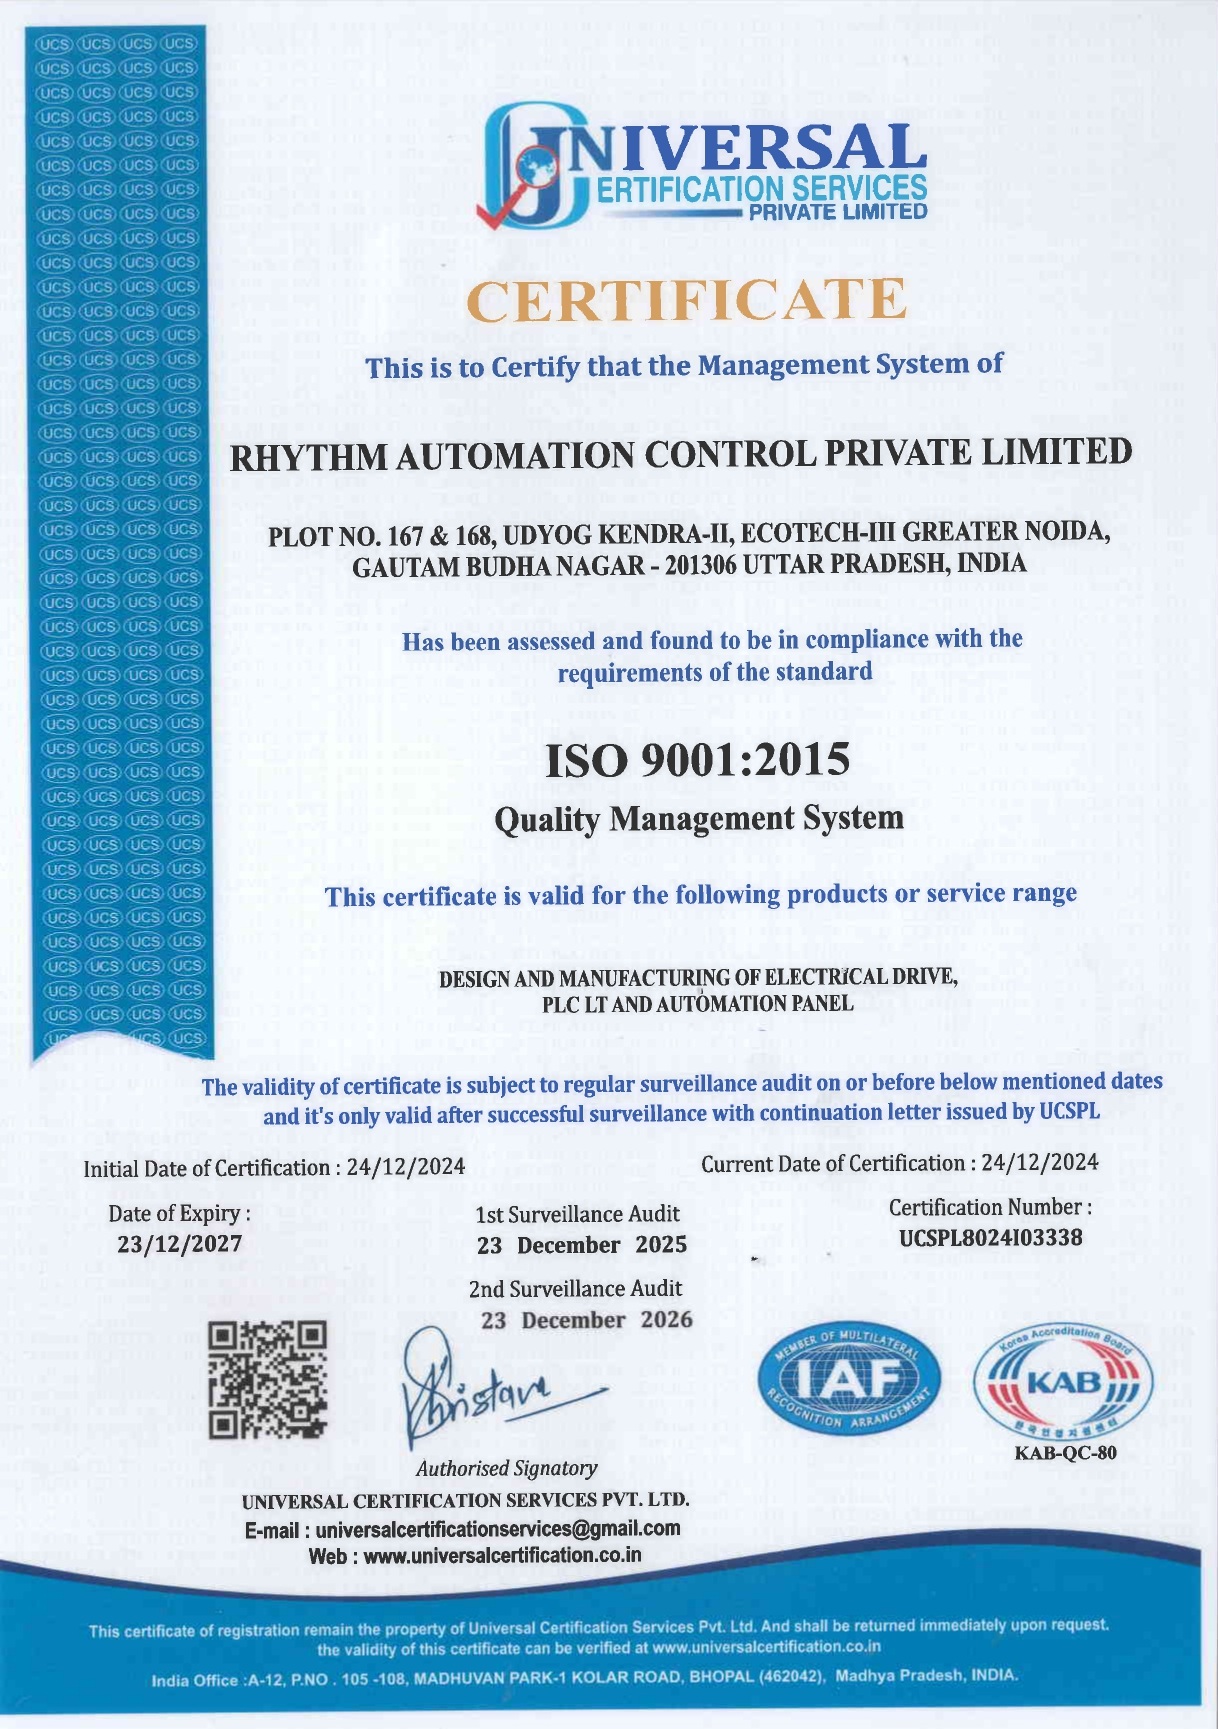 UNIVERSAL
CERTIFICATION SERVICES
PRIVATE LIMITED
CERTIFICATE
This is to Certify that the Management System of
RHYTHM AUTOMATION CONTROL PRIVATE LIMITED
PLOT NO. 167 & 168, UDYOG KENDRA-II, ECOTECH-III GREATER NOIDA,
GAUTAM BUDHA NAGAR - 201306 UTTAR PRADESH, INDIA
Has been assessed and found to be in compliance with the
requirements of the standard
ISO 9001:2015
Quality Management System
This certificate is valid for the following products or service range
DESIGN AND MANUFACTURING OF ELECTRICAL DRIVE,
PLC LT AND AUTOMATION PANEL
The validity of certificate is subject to regular surveillance audit on or before below mentioned dates
and it's only valid after successful surveillance with continuation letter issued by UCSPL
Initial Date of Certification : 24/12/2024
Current Date of Certification : 24/12/2024
Date of Expiry :
23/12/2027
1st Surveillance Audit
23 December 2025
2nd Surveillance Audit
23 December 2026
Certification Number :
UCSPL8024I03338
MEMBER OF MULTILATERAL
IAF
RECOGNITION ARRANGEMENT
Korea Accreditation Board
KAB
한국인정지원센터
KAB-QC-80
Authorised Signatory
UNIVERSAL CERTIFICATION SERVICES PVT. LTD.
E-mail : universalcertificationservices@gmail.com
Web : www.universalcertification.co.in
This certificate of registration remain the property of Universal Certification Services Pvt. Ltd. And shall be returned immediately upon request.
the validity of this certificate can be verified at www.universalcertification.co.in
India Office :A-12, P.NO . 105 -108, MADHUVAN PARK-1 KOLAR ROAD, BHOPAL (462042), Madhya Pradesh, INDIA.